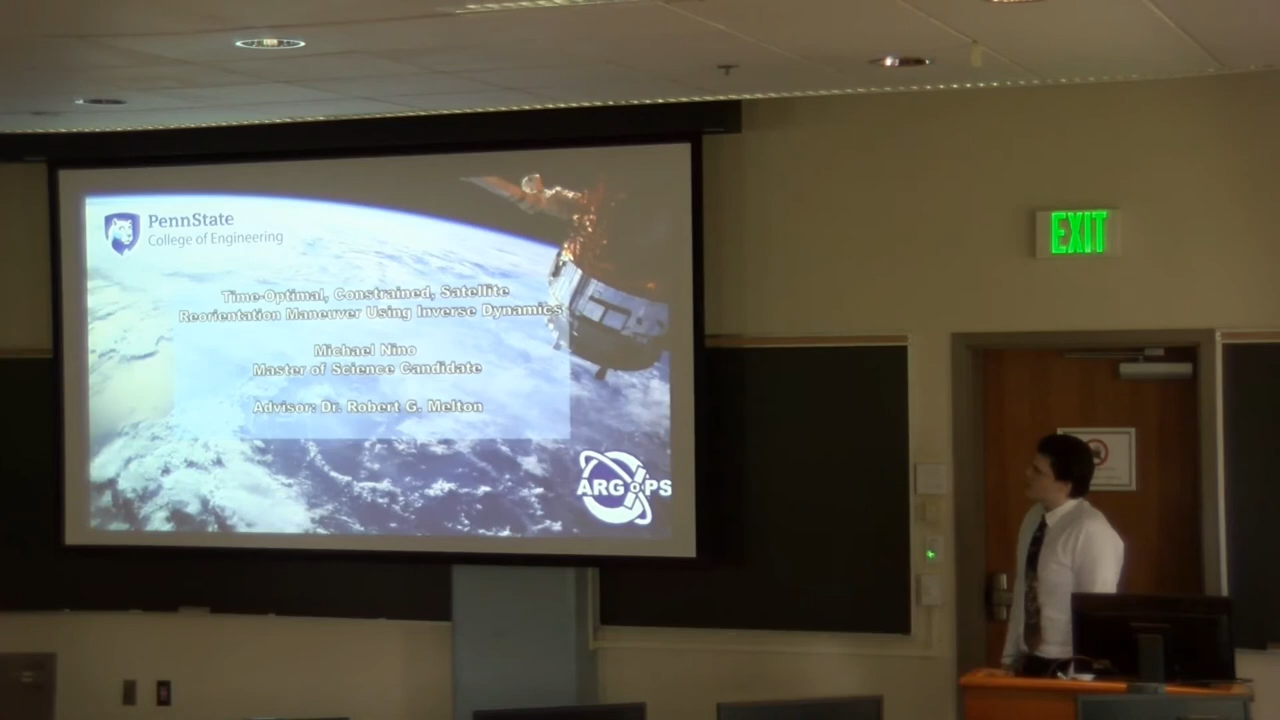 PennState
College of Engineering
Time-Optimal, Constrained, Satellite
Reorientation Maneuver Using Inverse Dynamics
Michael Nino
Master of Science Candidate
Advisor: Dr. Robert G. Melton
ARGoPS
EXIT